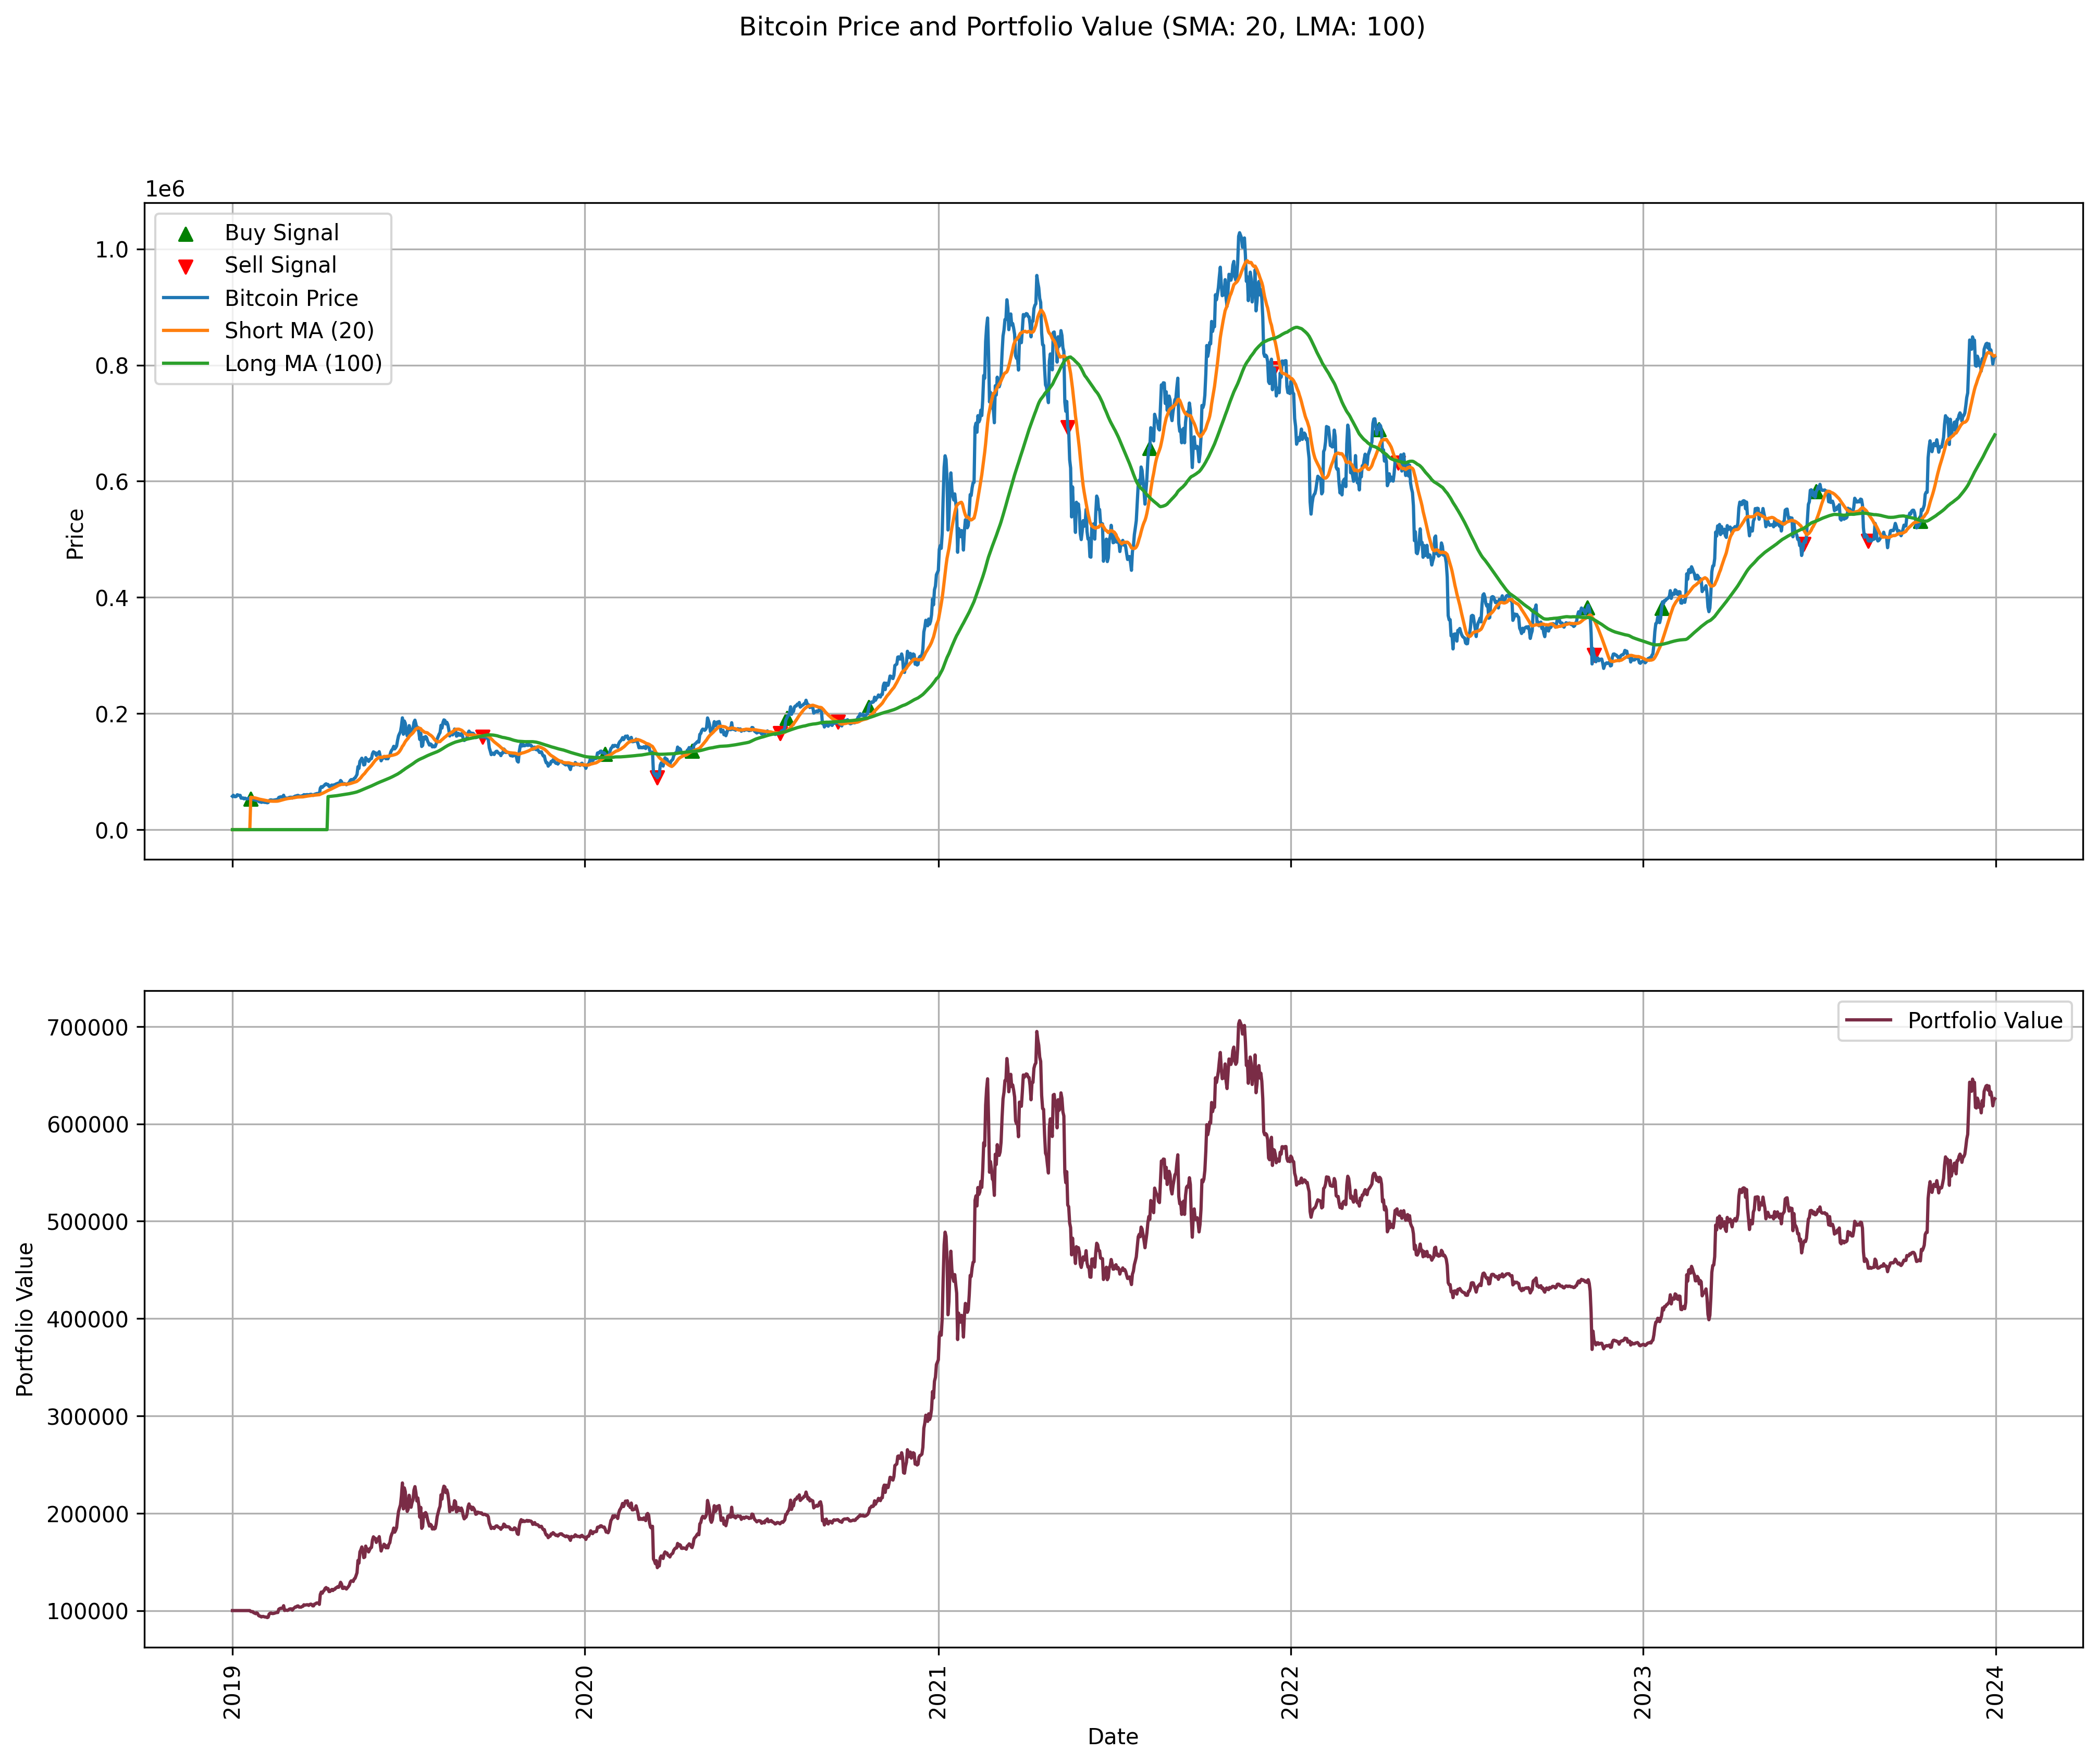 Bitcoin Price and Portfolio Value (SMA: 20, LMA: 100)
1e6
Buy Signal
Sell Signal
Bitcoin Price
Short MA (20)
Long MA (100)
1.0
0.8
0.6
0.4
0.2
0.0
Price
Portfolio Value
700000
600000
500000
400000
300000
200000
100000
Portfolio Value
2019
2020
2021
2022
2023
2024
Date